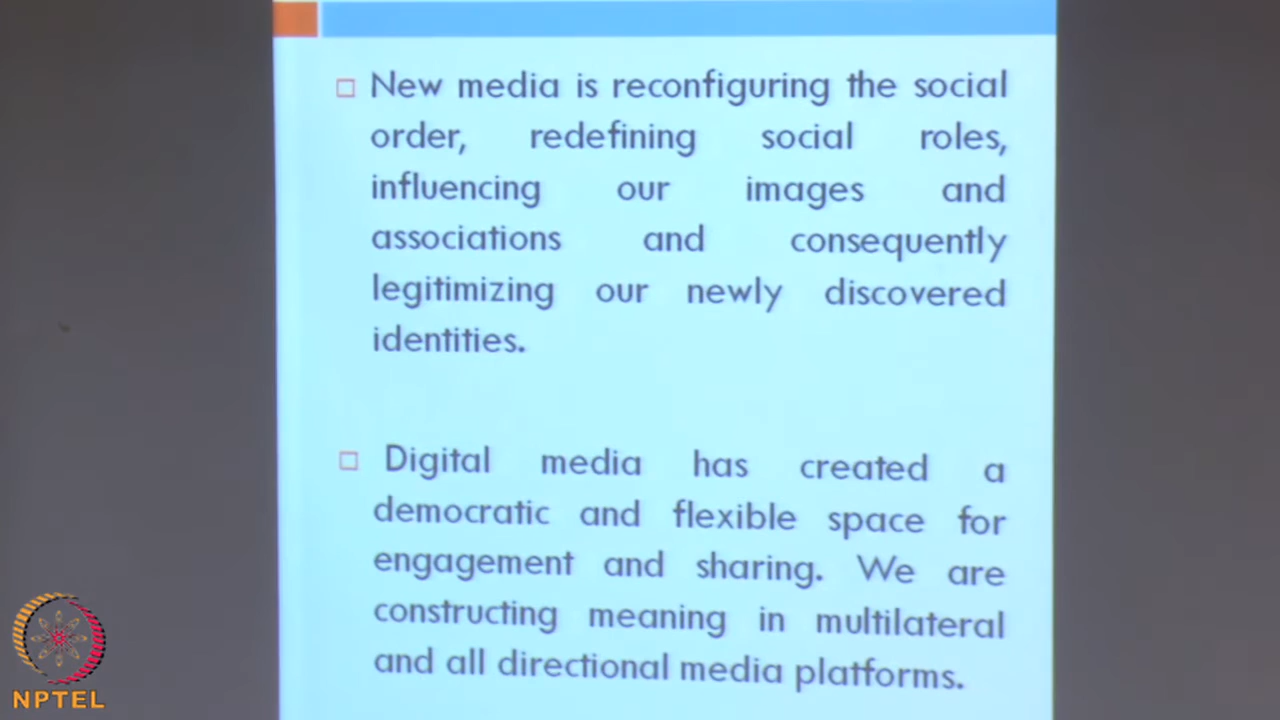 New media is reconfiguring the social
order, redefining social roles,
influencing our images and
associations and consequently
legitimizing our newly discovered
identities.
Digital media has created a
democratic and flexible space for
engagement and sharing. We are
constructing meaning in multilateral
and all directional media platforms.
NPTEL